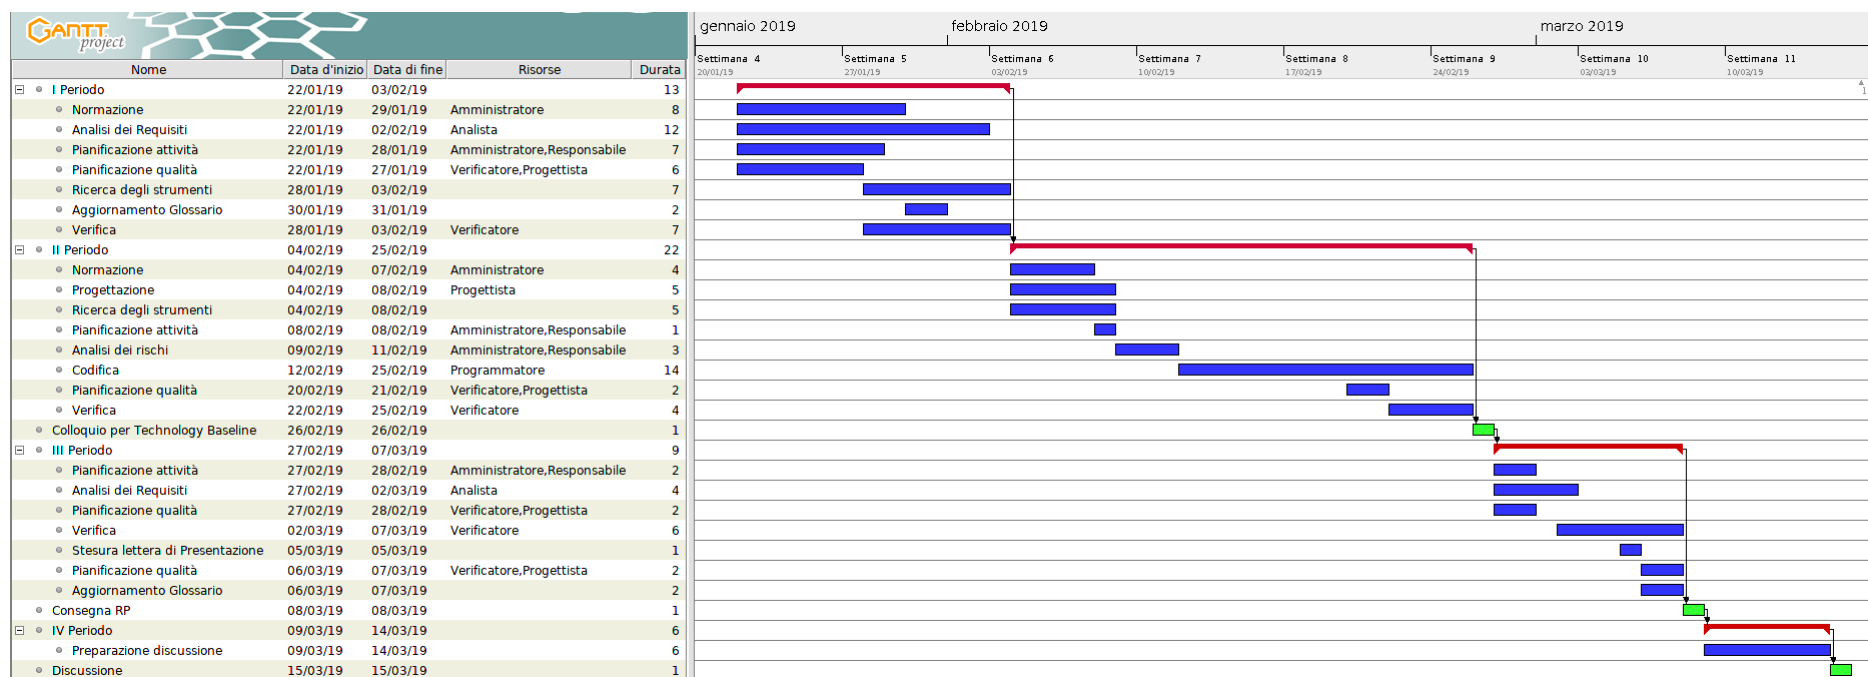 GANTT
project
gennaio 2019 febbraio 2019 marzo 2019
Settimana 4 Settimana 5 Settimana 6 Settimana 7 Settimana 8 Settimana 9 Settimana 10 Settimana 11
20/01/19 27/01/19 03/02/19 10/02/19 17/02/19 24/02/19 03/03/19 10/03/19
Nome Data d'inizio Data di fine Risorse Durata
I Periodo 22/01/19 03/02/19 13
Normazione 22/01/19 29/01/19 Amministratore 8
Analisi dei Requisiti 22/01/19 02/02/19 Analista 12
Pianificazione attività 22/01/19 28/01/19 Amministratore,Responsabile 7
Pianificazione qualità 22/01/19 27/01/19 Verificatore,Progettista 6
Ricerca degli strumenti 28/01/19 03/02/19 7
Aggiornamento Glossario 30/01/19 31/01/19 2
Verifica 28/01/19 03/02/19 Verificatore 7
II Periodo 04/02/19 25/02/19 22
Normazione 04/02/19 07/02/19 Amministratore 4
Progettazione 04/02/19 08/02/19 Progettista 5
Ricerca degli strumenti 04/02/19 08/02/19 5
Pianificazione attività 08/02/19 08/02/19 Amministratore,Responsabile 1
Analisi dei rischi 09/02/19 11/02/19 Amministratore,Responsabile 3
Codifica 12/02/19 25/02/19 Programmatore 14
Pianificazione qualità 20/02/19 21/02/19 Verificatore,Progettista 2
Verifica 22/02/19 25/02/19 Verificatore 4
Colloquio per Technology Baseline 26/02/19 26/02/19 1
III Periodo 27/02/19 07/03/19 9
Pianificazione attività 27/02/19 28/02/19 Amministratore,Responsabile 2
Analisi dei Requisiti 27/02/19 02/03/19 Analista 4
Pianificazione qualità 27/02/19 28/02/19 Verificatore,Progettista 2
Verifica 02/03/19 07/03/19 Verificatore 6
Stesura lettera di Presentazione 05/03/19 05/03/19 1
Pianificazione qualità 06/03/19 07/03/19 Verificatore,Progettista 2
Aggiornamento Glossario 06/03/19 07/03/19 2
Consegna RP 08/03/19 08/03/19 1
IV Periodo 09/03/19 14/03/19 6
Preparazione discussione 09/03/19 14/03/19 6
Discussione 15/03/19 15/03/19 1